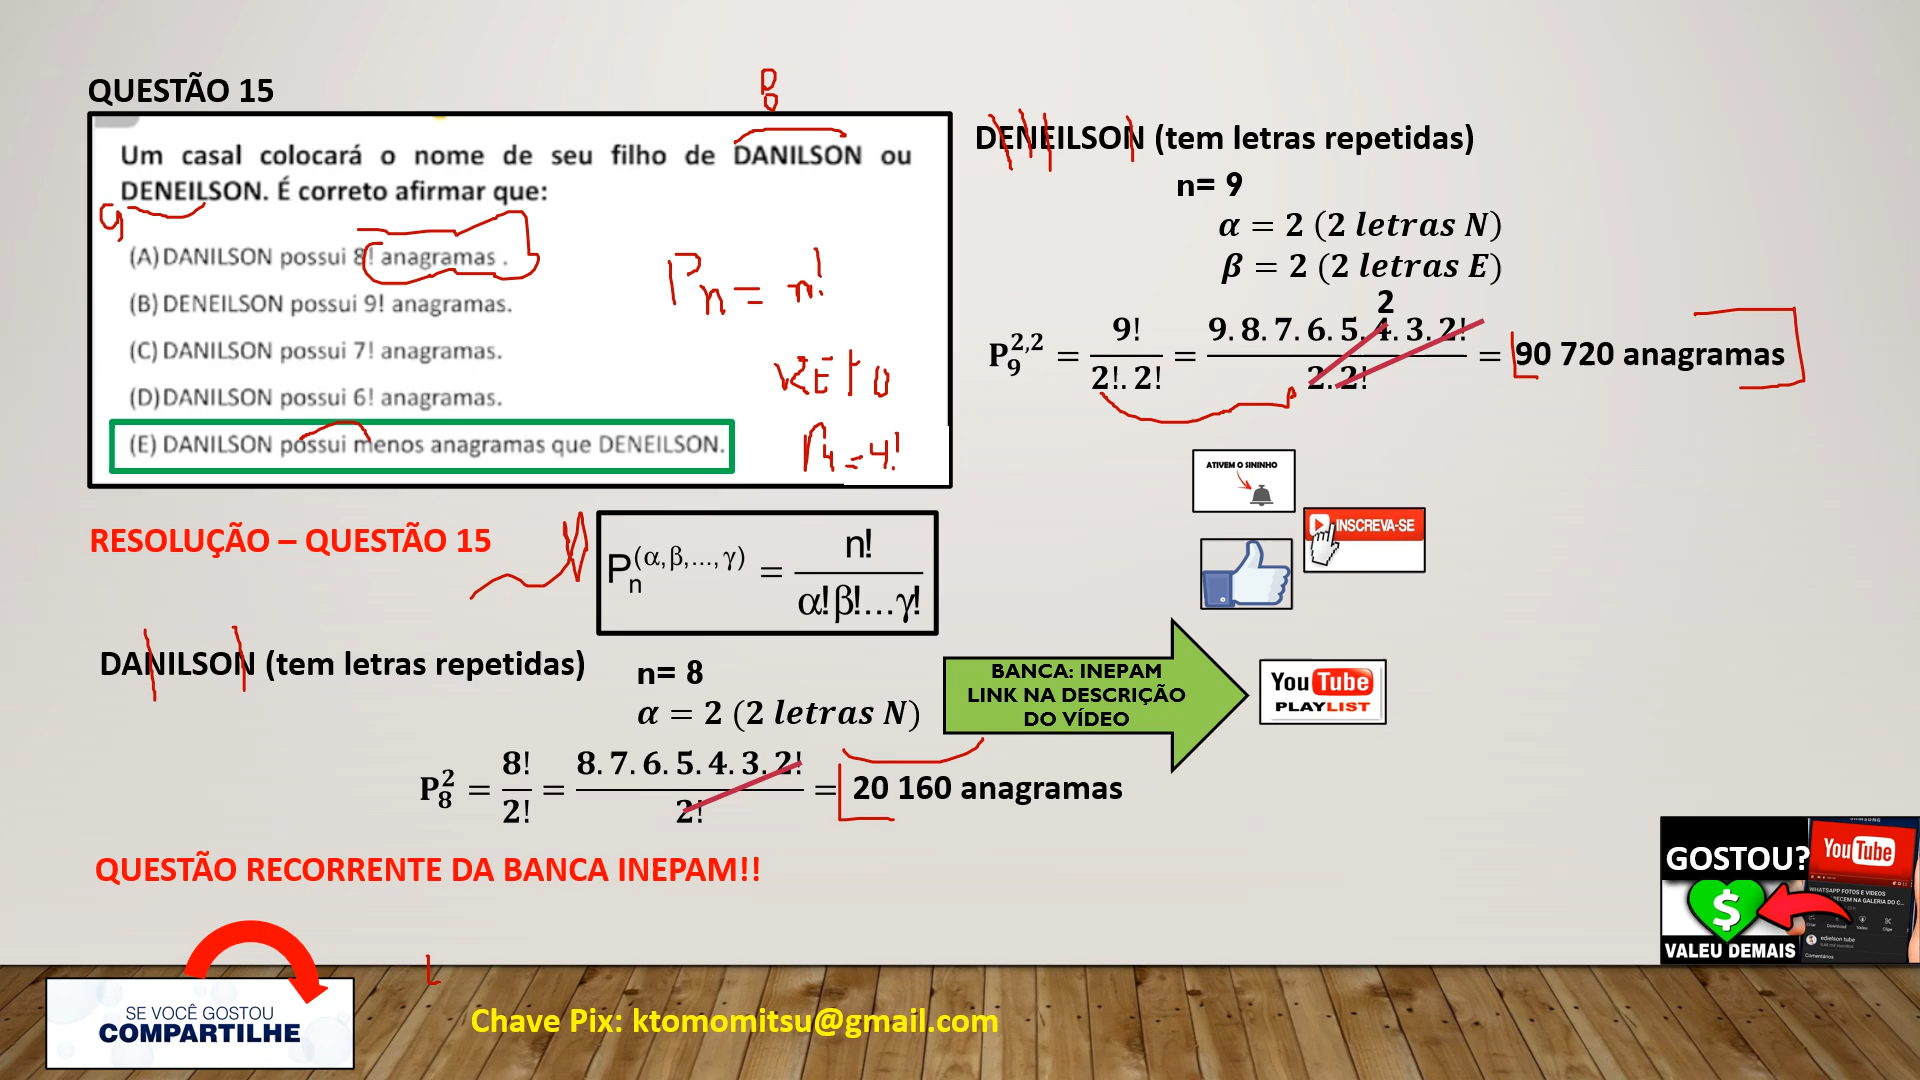 QUESTÃO 15
P8
Um casal colocará o nome de seu filho de DANILSON ou
DENEILSON. É correto afirmar que:
9
(A) DANILSON possui 8! anagramas .
(B) DENEILSON possui 9! anagramas.
(C) DANILSON possui 7! anagramas.
(D) DANILSON possui 6! anagramas.
(E) DANILSON possui menos anagramas que DENEILSON.
Pn = n!
P4 = 4!
DENEILSON (tem letras repetidas)
n= 9
α = 2 (2 letras N)
β = 2 (2 letras E)
2
P₉^2,2 = 9!/2!.2! = 9.8.7.6.5.4.3.2!/2.2! = 90 720 anagramas
ATIVEM O SININHO
INSCREVA-SE
RESOLUÇÃO – QUESTÃO 15
Pn^(α,β,...,γ) = n!/α!β!...γ!
DANILSON (tem letras repetidas)
n= 8
α = 2 (2 letras N)
P₈^2 = 8!/2! = 8.7.6.5.4.3.2!/2! = 20 160 anagramas
BANCA: INEPAM
LINK NA DESCRIÇÃO
DO VÍDEO
YouTube
PLAYLIST
QUESTÃO RECORRENTE DA BANCA INEPAM!!
GOSTOU?
YouTube
$
VALEU DEMAIS
SE VOCÊ GOSTOU
COMPARTILHE
Chave Pix: ktomomitsu@gmail.com